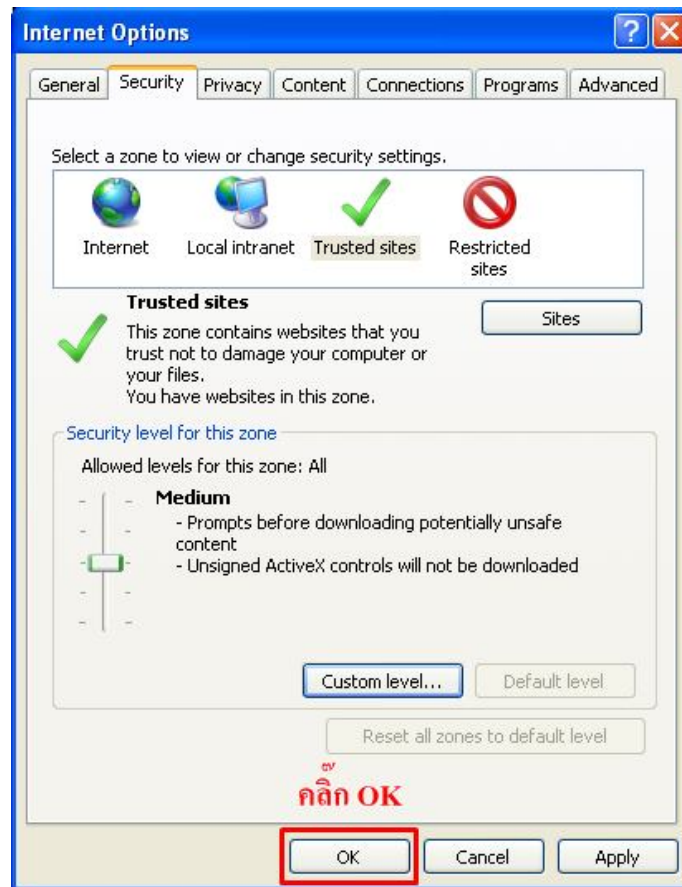 Internet Options
General Security Privacy Content Connections Programs Advanced
Select a zone to view or change security settings.
Internet Local intranet Trusted sites Restricted sites
Trusted sites
Sites
This zone contains websites that you
trust not to damage your computer or
your files.
You have websites in this zone.
Security level for this zone
Allowed levels for this zone: All
Medium
- Prompts before downloading potentially unsafe
content
- Unsigned ActiveX controls will not be downloaded
Custom level... Default level
Reset all zones to default level
คลิ๊ก OK
OK Cancel Apply